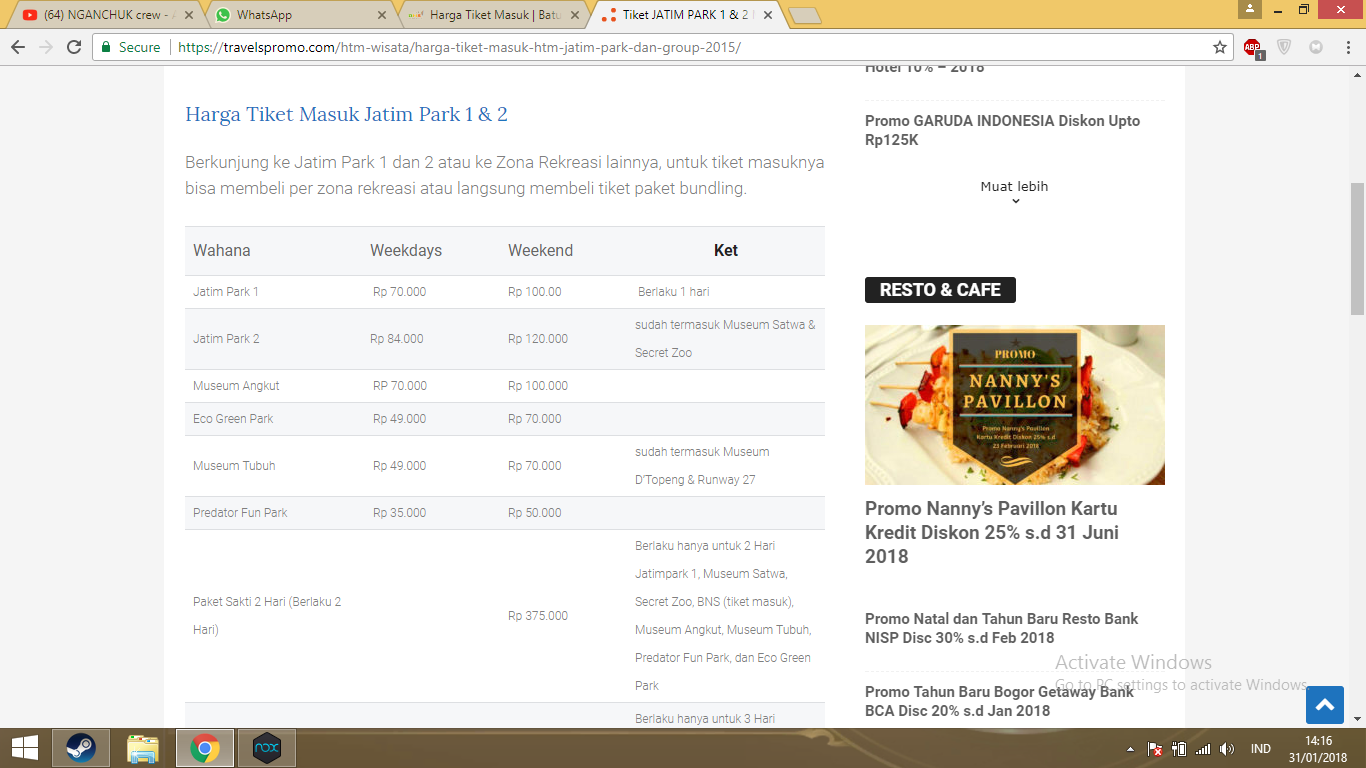 (64) NGANCHUK crew - A
WhatsApp
Harga Tiket Masuk | Batu
Tiket JATIM PARK 1 & 2
Secure
https://travelspromo.com/htm-wisata/harga-tiket-masuk-htm-jatim-park-dan-group-2015/
ABP
1
Hotel 10% – 2018
Harga Tiket Masuk Jatim Park 1 & 2
Berkunjung ke Jatim Park 1 dan 2 atau ke Zona Rekreasi lainnya, untuk tiket masuknya
bisa membeli per zona rekreasi atau langsung membeli tiket paket bundling.
Wahana Weekdays Weekend Ket
Jatim Park 1 Rp 70.000 Rp 100.00 Berlaku 1 hari
Jatim Park 2 Rp 84.000 Rp 120.000 sudah termasuk Museum Satwa &
Secret Zoo
Museum Angkut RP 70.000 Rp 100.000
Eco Green Park Rp 49.000 Rp 70.000
Museum Tubuh Rp 49.000 Rp 70.000 sudah termasuk Museum
D'Topeng & Runway 27
Predator Fun Park Rp 35.000 Rp 50.000
Paket Sakti 2 Hari (Berlaku 2
Hari)
Rp 375.000
Berlaku hanya untuk 2 Hari
Jatimpark 1, Museum Satwa,
Secret Zoo, BNS (tiket masuk),
Museum Angkut, Museum Tubuh,
Predator Fun Park, dan Eco Green
Park
Berlaku hanya untuk 3 Hari
Promo GARUDA INDONESIA Diskon Upto
Rp125K
Muat lebih
RESTO & CAFE
PROMO
NANNY'S
PAVILLON
Promo Nanny's Pavillon
Kartu Kredit Diskon 25% s.d
23 Februari 2018
Promo Nanny's Pavillon Kartu
Kredit Diskon 25% s.d 31 Juni
2018
Promo Natal dan Tahun Baru Resto Bank
NISP Disc 30% s.d Feb 2018
Promo Tahun Baru Bogor Getaway Bank
BCA Disc 20% s.d Jan 2018
Activate Windows
Go to PC settings to activate Windows.
nox
IND
14:16
31/01/2018